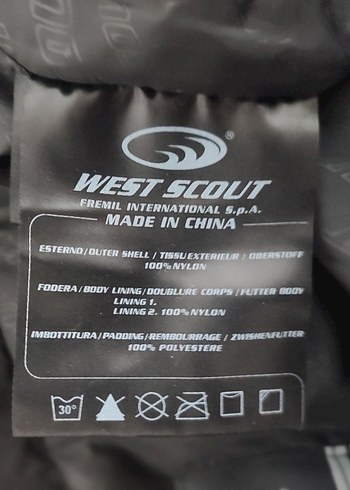 ®
WEST SCOUT
FREMIL INTERNATIONAL S.p.A.
MADE IN CHINA
ESTERNO/OUTER SHELL / TISSU EXTERIEUR / OBERSTOFF
100% NYLON
FODERA/BODY LINING/DOUBLURE CORPS /FUTTER BODY
LINING 1.
LINING 2. 100% NYLON
IMBOTTITURA/PADDING/REMBOURRAGE / ZWISHENFUTTER
100% POLYESTERE
30°